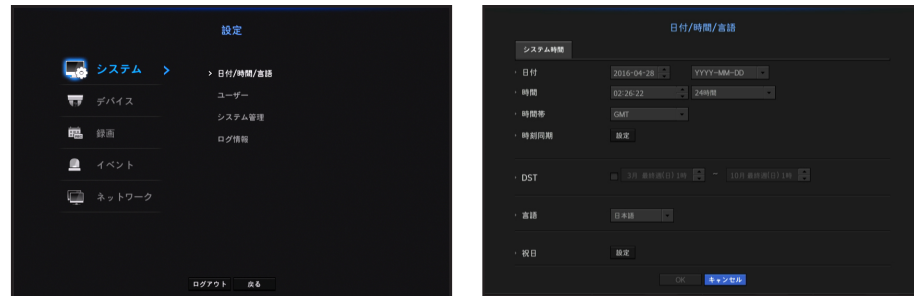 設定
システム >
> 日付/時間/言語
デバイス
ユーザー
録画
システム管理
イベント
ログ情報
ネットワーク
ログアウト 戻る
日付/時間/言語
システム時間
日付 2016-04-28 YYYY-MM-DD
時間 02:26:22 24時間
時間帯 GMT
時刻同期 設定
DST 3月 最終週(日) 1時 ~ 10月 最終週(日) 1時
言語 日本語
祝日 設定
OK キャンセル